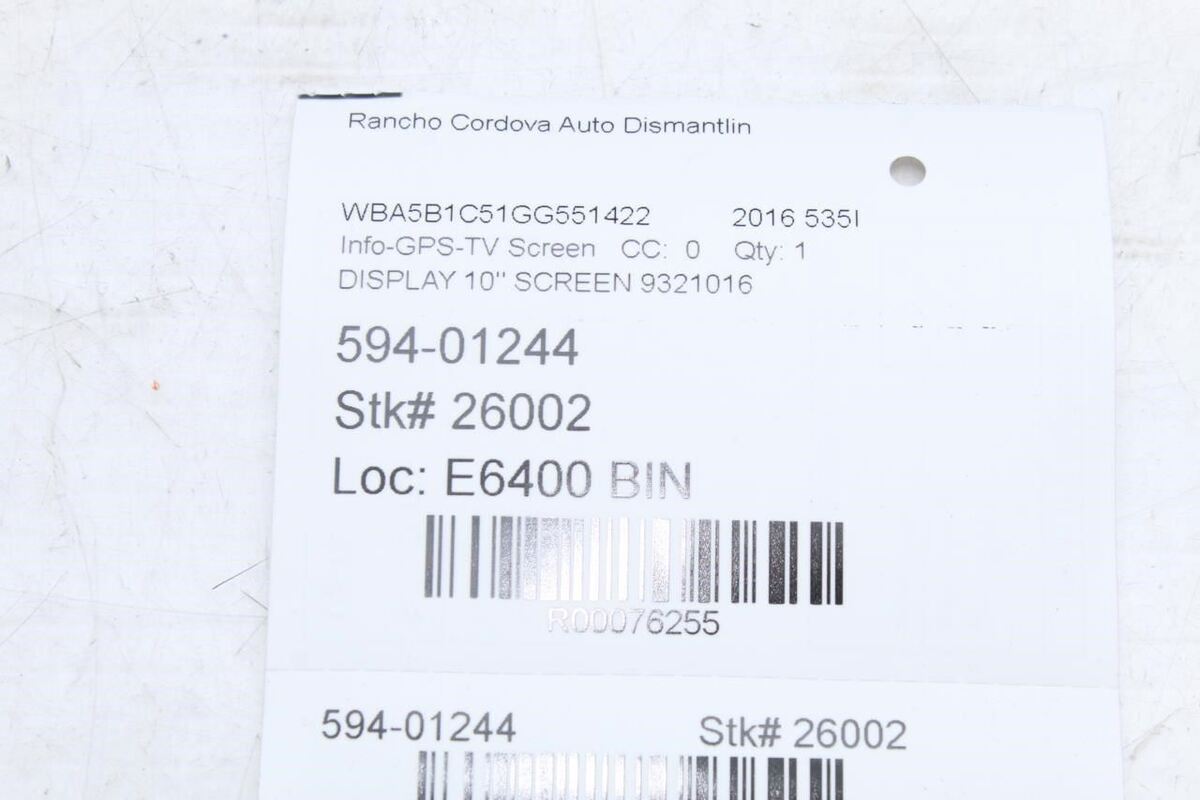 Rancho Cordova Auto Dismantlin
WBA5B1C51GG551422 2016 535I
Info-GPS-TV Screen CC: 0 Qty: 1
DISPLAY 10" SCREEN 9321016
594-01244
Stk# 26002
Loc: E6400 BIN
R00076255
594-01244 Stk# 26002